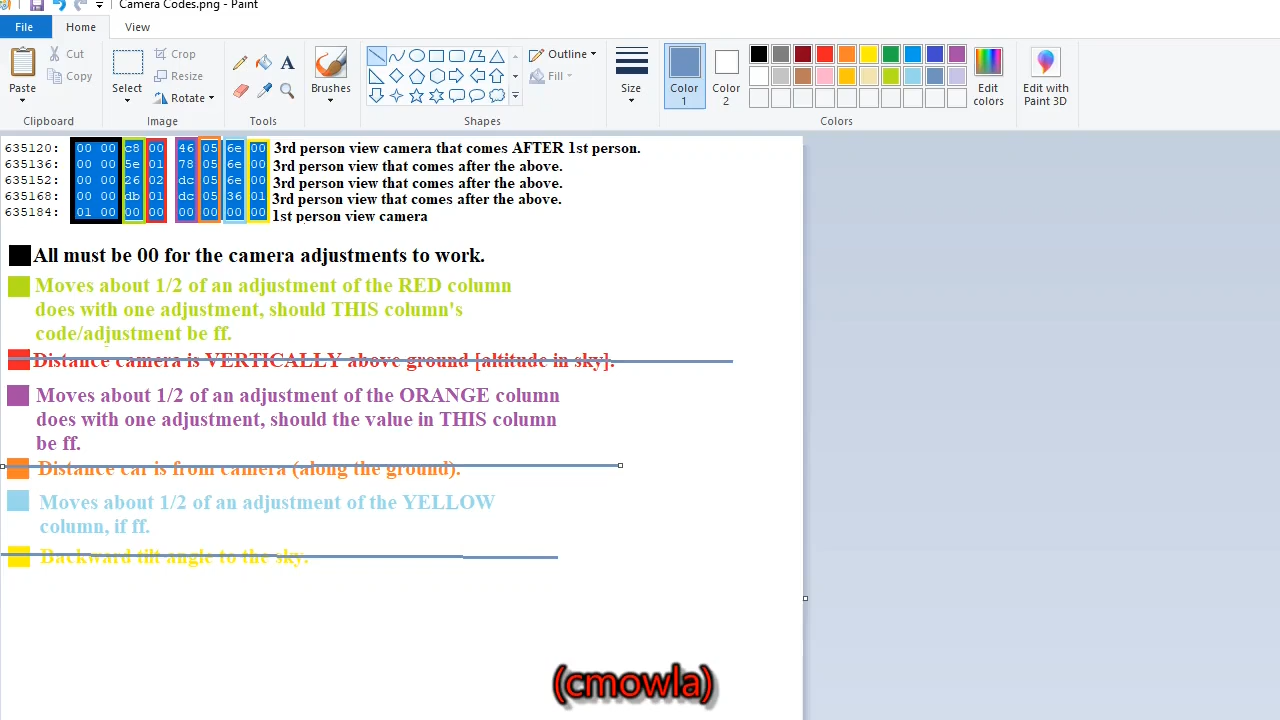 Camera Codes.png - Paint
File Home View
Paste Cut Copy Clipboard
Select Crop Resize Rotate Image
Tools
Brushes
Outline Fill Shapes
Size
Color 1 Color 2 Edit colors Colors
Edit with Paint 3D
635120: 00 00 c8 00 46 05 6e 00 3rd person view camera that comes AFTER 1st person.
635136: 00 00 5e 01 78 05 6e 00 3rd person view that comes after the above.
635152: 00 00 26 02 dc 05 6e 00 3rd person view that comes after the above.
635168: 00 00 db 01 dc 05 36 01 3rd person view that comes after the above.
635184: 01 00 00 00 00 00 00 00 1st person view camera
All must be 00 for the camera adjustments to work.
Moves about 1/2 of an adjustment of the RED column
does with one adjustment, should THIS column's
code/adjustment be ff.
Distance camera is VERTICALLY above ground [altitude in sky].
Moves about 1/2 of an adjustment of the ORANGE column
does with one adjustment, should the value in THIS column
be ff.
Distance car is from camera (along the ground).
Moves about 1/2 of an adjustment of the YELLOW
column, if ff.
Backward tilt angle to the sky.
(cmowla)